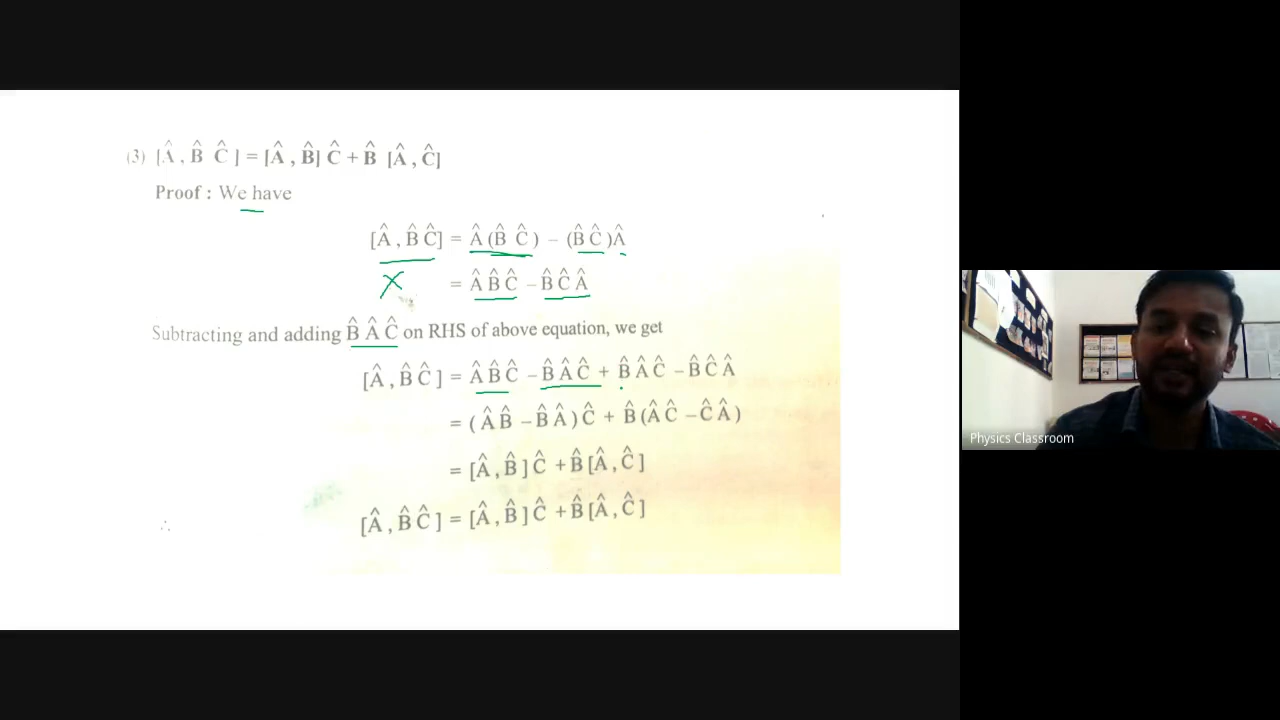 (3) [Â , B̂ Ĉ ] = [Â , B̂] Ĉ + B̂ [Â , Ĉ]
Proof : We have
[Â , B̂ Ĉ] = Â (B̂ Ĉ ) – (B̂ Ĉ )Â
X = Â B̂ Ĉ – B̂ Ĉ Â
Subtracting and adding B̂ Â Ĉ on RHS of above equation, we get
[Â , B̂ Ĉ ] = Â B̂ Ĉ – B̂ Â Ĉ + B̂ Â Ĉ – B̂ Ĉ Â
= ( Â B̂ – B̂ Â ) Ĉ + B̂ (Â Ĉ – Ĉ Â )
= [Â , B̂ ] Ĉ + B̂ [Â , Ĉ ]
∴ [Â , B̂ Ĉ ] = [Â , B̂ ] Ĉ + B̂ [Â , Ĉ ]
Physics Classroom